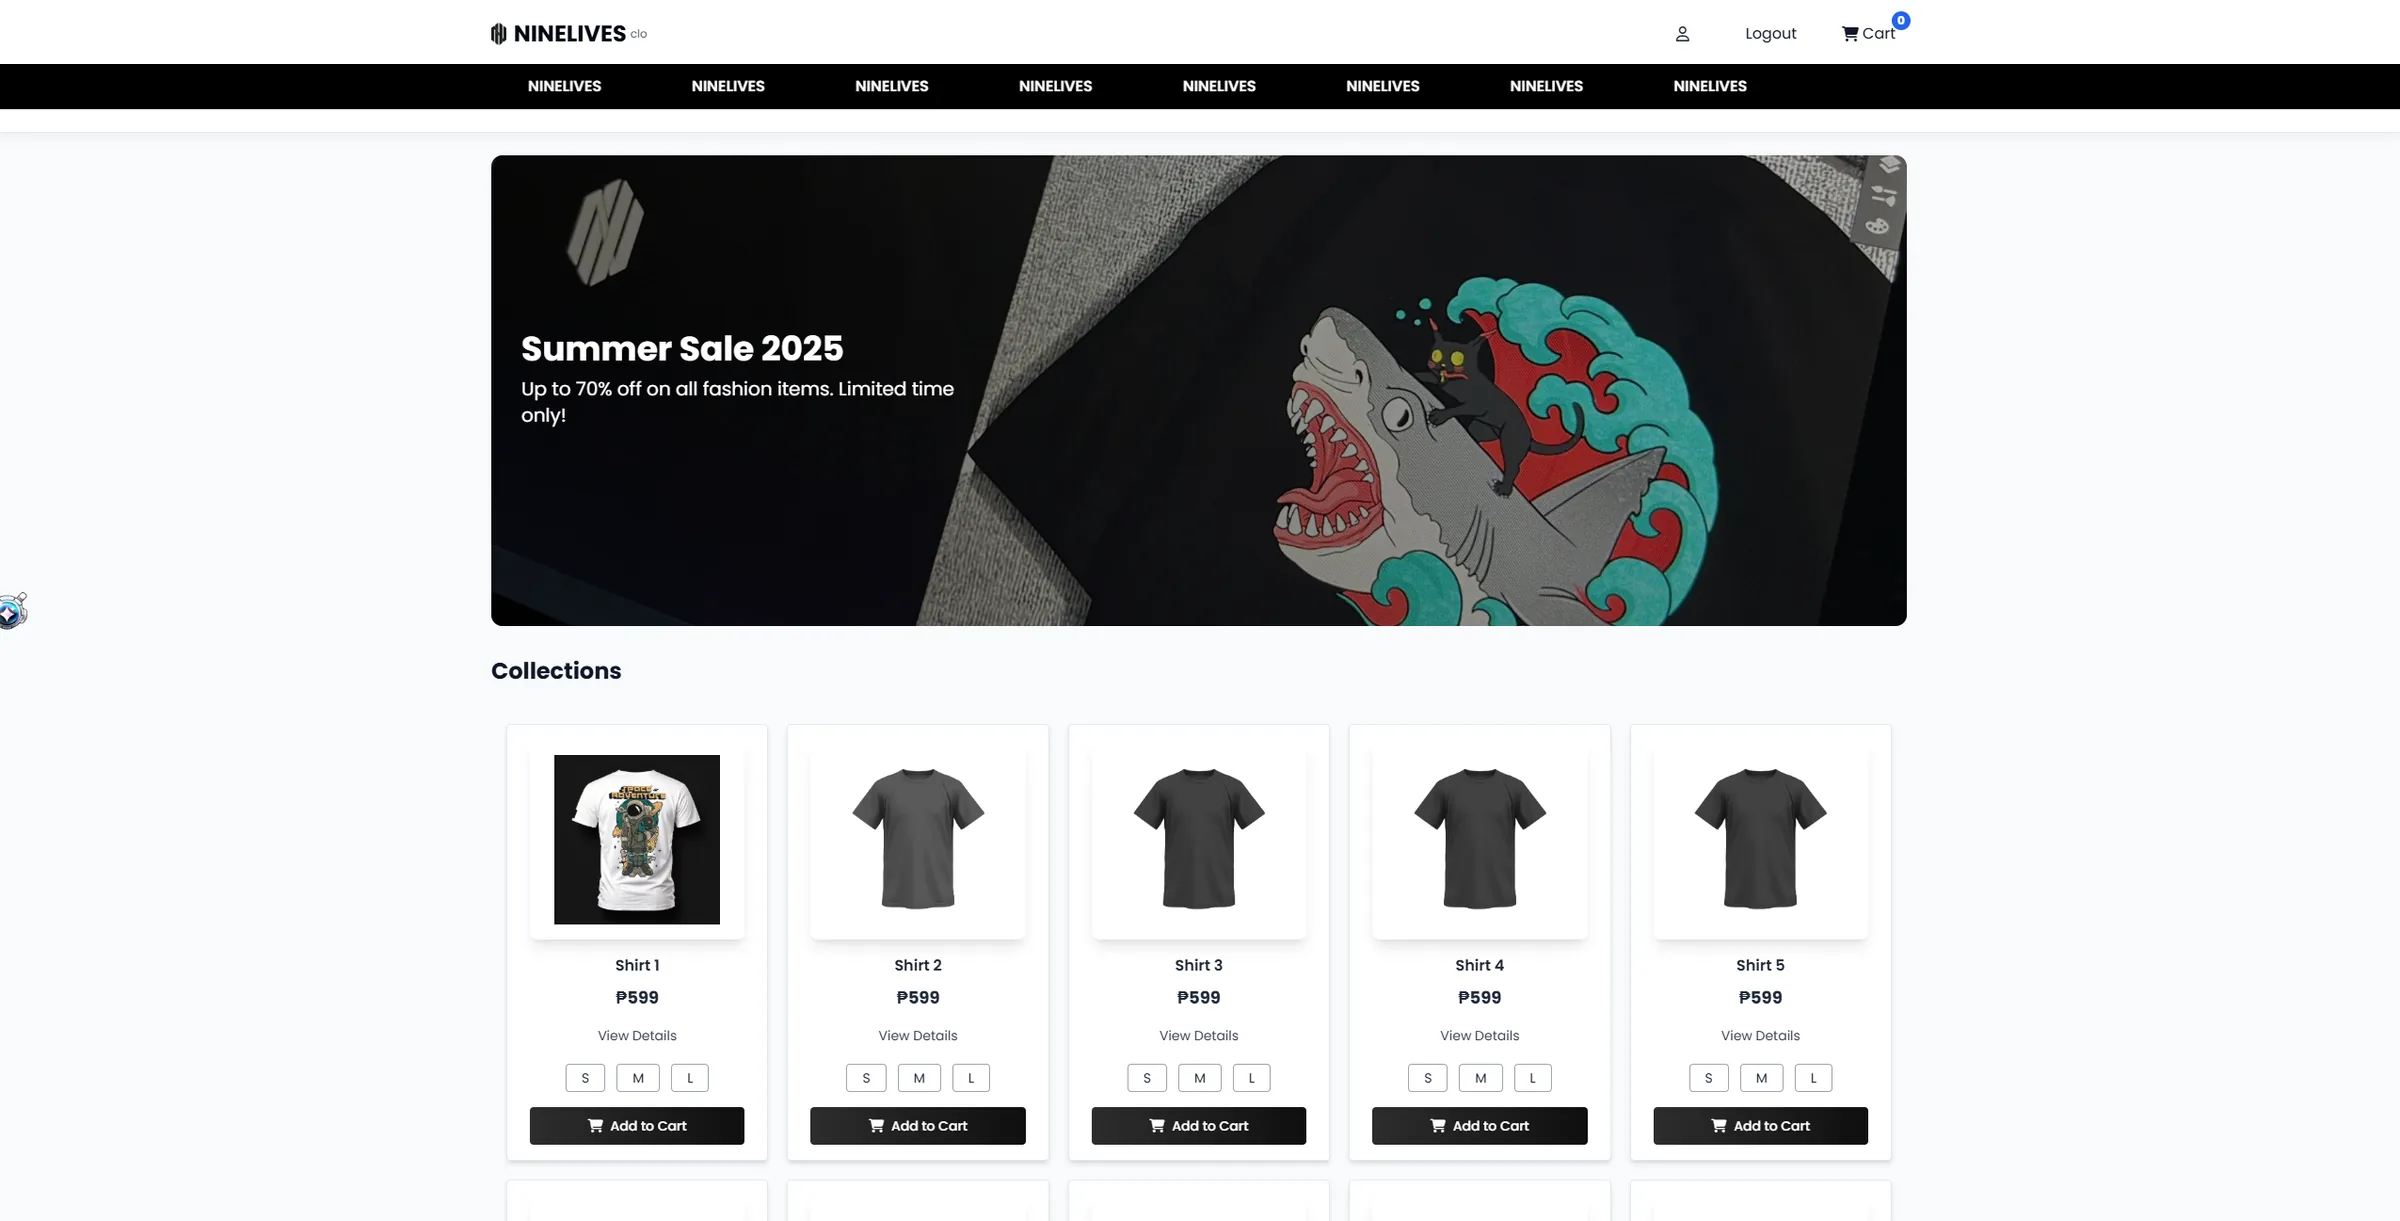 NINELIVES clo
Logout
Cart
0
NINELIVES NINELIVES NINELIVES NINELIVES NINELIVES NINELIVES NINELIVES NINELIVES
Summer Sale 2025
Up to 70% off on all fashion items. Limited time
only!
Collections
SPACE
ADVENTURE
Shirt 1
₱599
View Details
S M L
Add to Cart
Shirt 2
₱599
View Details
S M L
Add to Cart
Shirt 3
₱599
View Details
S M L
Add to Cart
Shirt 4
₱599
View Details
S M L
Add to Cart
Shirt 5
₱599
View Details
S M L
Add to Cart